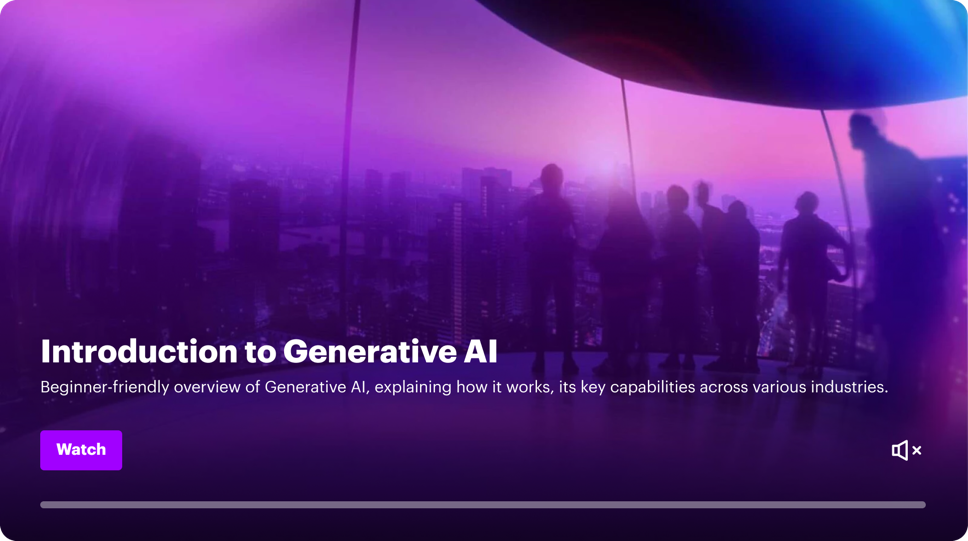 Introduction to Generative AI
Beginner-friendly overview of Generative AI, explaining how it works, its key capabilities across various industries.
Watch